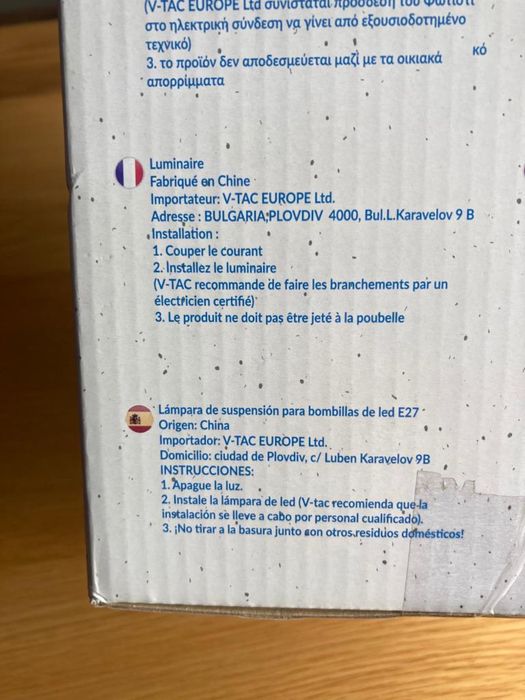 (V-TAC EUROPE Ltd συνιστάται πρόσθεση του φωτιστι
στο ηλεκτρική σύνδεση να γίνει από εξουσιοδοτημένο
τεχνικό) κό
3. το προϊόν δεν αποδεσμεύεται μαζί με τα οικιακά
απορρίμματα
Luminaire
Fabriqué en Chine
Importateur: V-TAC EUROPE Ltd.
Adresse : BULGARIA;PLOVDIV 4000, Bul.L.Karavelov 9 B
Installation :
1. Couper le courant
2. Installez le luminaire
(V-TAC recommande de faire les branchements par un
électricien certifié)
3. Le produit ne doit pas être jeté à la poubelle
Lámpara de suspensión para bombillas de led E27
Origen: China
Importador: V-TAC EUROPE Ltd.
Domicilio: ciudad de Plovdiv, c/ Luben Karavelov 9B
INSTRUCCIONES:
1. Apague la luz.
2. Instale la lámpara de led (V-tac recomienda que la
instalación se lleve a cabo por personal cualificado).
3. ¡No tirar a la basura junto con otros residuos domésticos!